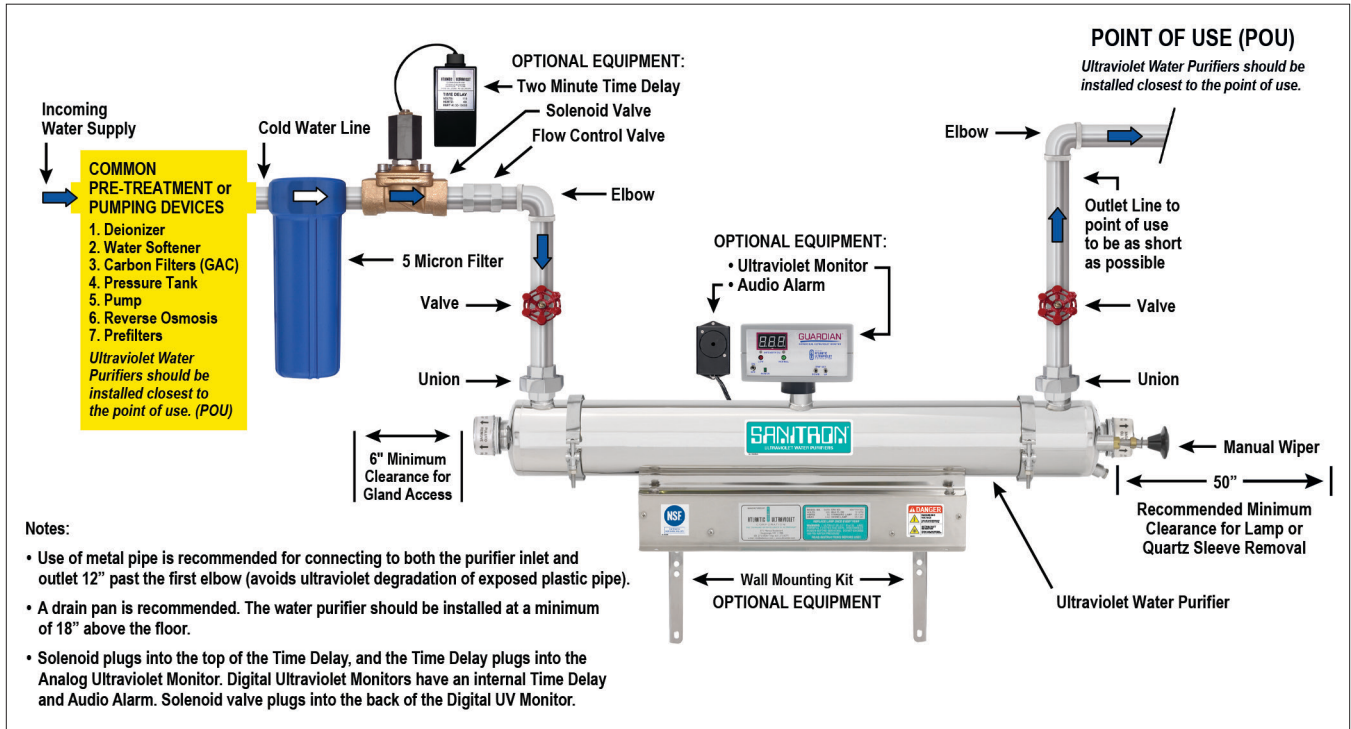 POINT OF USE (POU)
Ultraviolet Water Purifiers should be
installed closest to the point of use.
OPTIONAL EQUIPMENT:
Two Minute Time Delay
Solenoid Valve
Flow Control Valve
TIME DELAY
Incoming
Water Supply
Cold Water Line
Elbow
Elbow
COMMON
PRE-TREATMENT or
PUMPING DEVICES
1. Deionizer
2. Water Softener
3. Carbon Filters (GAC)
4. Pressure Tank
5. Pump
6. Reverse Osmosis
7. Prefilters
Ultraviolet Water
Purifiers should be
installed closest to
the point of use. (POU)
5 Micron Filter
Valve
Union
OPTIONAL EQUIPMENT:
• Ultraviolet Monitor
• Audio Alarm
GUARDIAN
Outlet Line to
point of use
to be as short
as possible
Valve
Union
SANITRON
ULTRAVIOLET WATER PURIFIERS
Manual Wiper
6" Minimum
Clearance for
Gland Access
50”
Recommended Minimum
Clearance for Lamp or
Quartz Sleeve Removal
NSF
ATLANTIC ULTRAVIOLET
DANGER
Wall Mounting Kit
OPTIONAL EQUIPMENT
Ultraviolet Water Purifier
Notes:
• Use of metal pipe is recommended for connecting to both the purifier inlet and
outlet 12” past the first elbow (avoids ultraviolet degradation of exposed plastic pipe).
• A drain pan is recommended. The water purifier should be installed at a minimum
of 18” above the floor.
• Solenoid plugs into the top of the Time Delay, and the Time Delay plugs into the
Analog Ultraviolet Monitor. Digital Ultraviolet Monitors have an internal Time Delay
and Audio Alarm. Solenoid valve plugs into the back of the Digital UV Monitor.